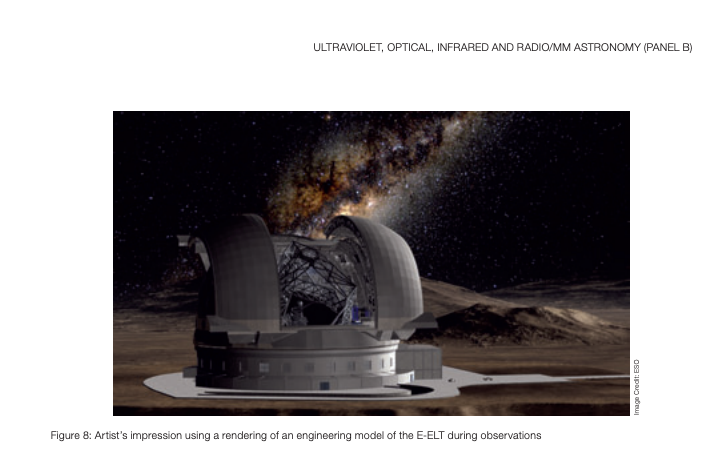 ULTRAVIOLET, OPTICAL, INFRARED AND RADIO/MM ASTRONOMY (PANEL B)
Image Credit: ESO
Figure 8: Artist's impression using a rendering of an engineering model of the E-ELT during observations